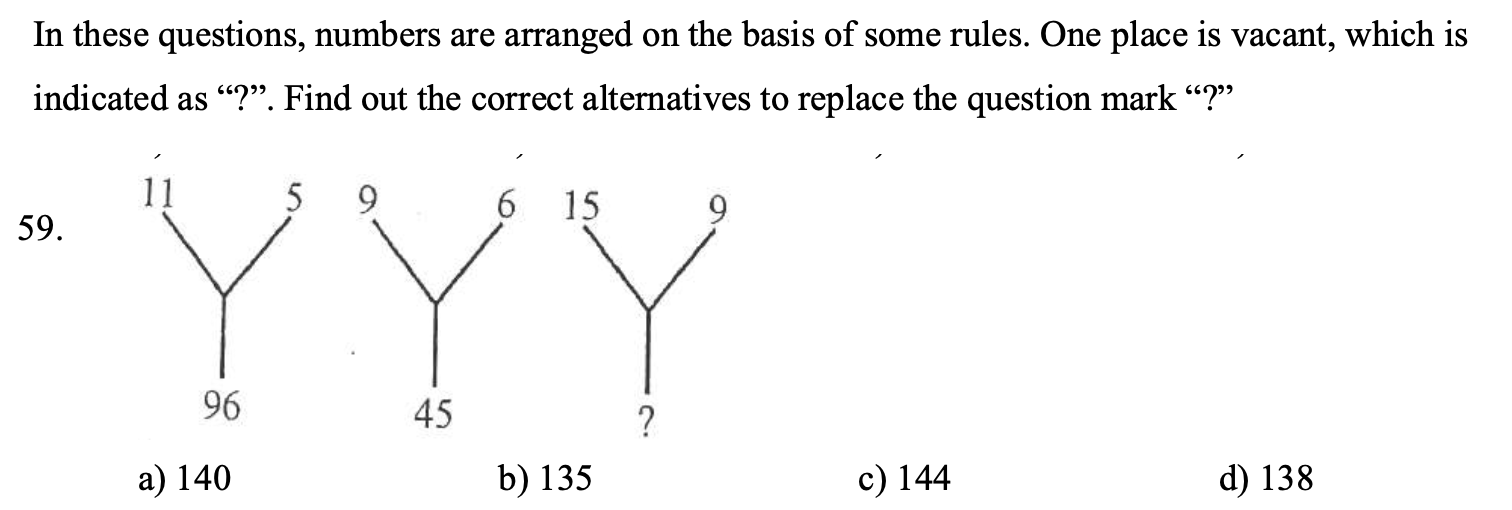 In these questions, numbers are arranged on the basis of some rules. One place is vacant, which is
indicated as “?”. Find out the correct alternatives to replace the question mark “?”
59.
11 5 9 6 15 9
96 45 ?
a) 140 b) 135 c) 144 d) 138